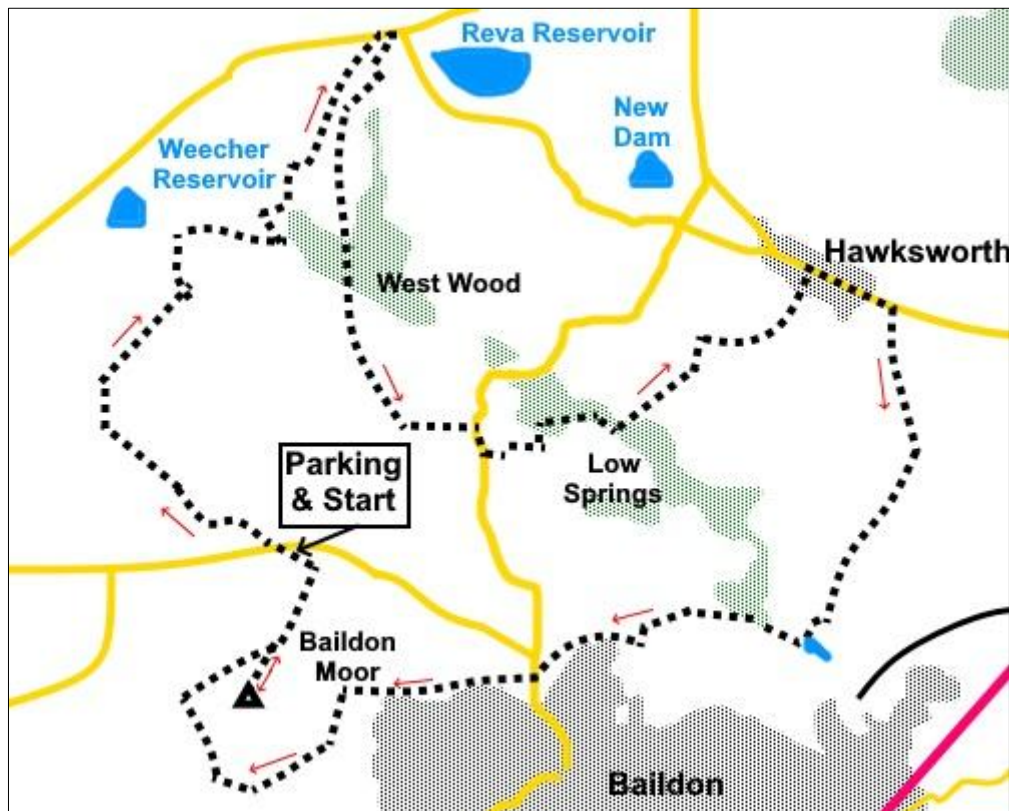 Reva Reservoir
New
Dam
Weecher
Reservoir
Hawksworth
West Wood
Parking
& Start
Low
Springs
Baildon
Moor
Baildon